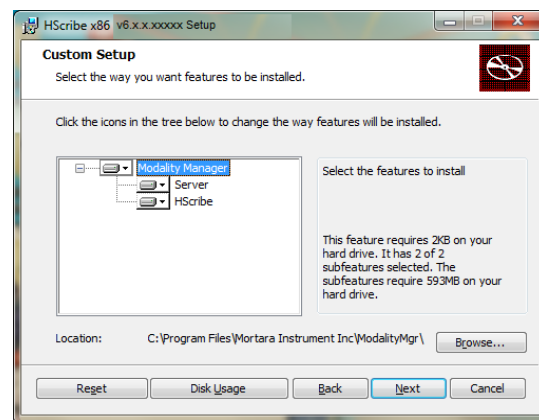 HScribe x86 v6.x.x.xxxxx Setup
Custom Setup
Select the way you want features to be installed.
Click the icons in the tree below to change the way features will be installed.
Modality Manager
Server
HScribe
Select the features to install
This feature requires 2KB on your
hard drive. It has 2 of 2
subfeatures selected. The
subfeatures require 593MB on your
hard drive.
Location: C:\Program Files\Mortara Instrument Inc\ModalityMgr\ Browse...
Reset Disk Usage Back Next Cancel